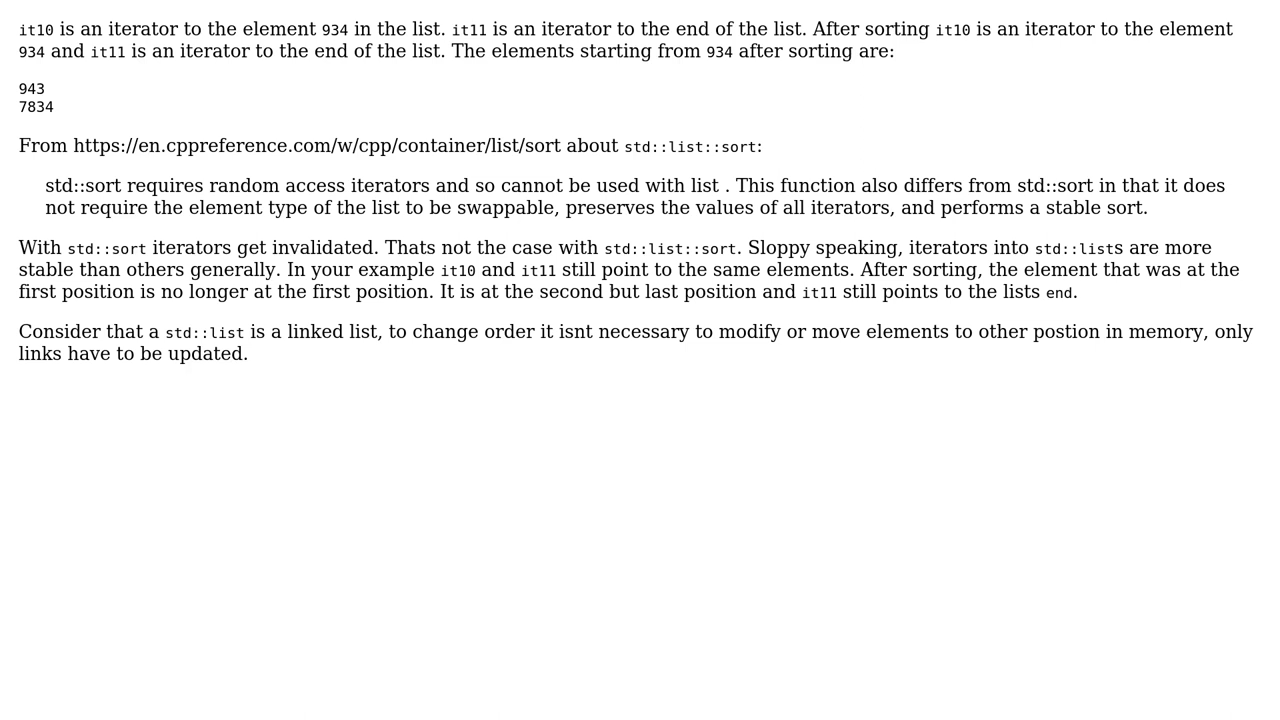 it10 is an iterator to the element 934 in the list. it11 is an iterator to the end of the list. After sorting it10 is an iterator to the element
934 and it11 is an iterator to the end of the list. The elements starting from 934 after sorting are:
943
7834
From https://en.cppreference.com/w/cpp/container/list/sort about std::list::sort:
std::sort requires random access iterators and so cannot be used with list . This function also differs from std::sort in that it does
not require the element type of the list to be swappable, preserves the values of all iterators, and performs a stable sort.
With std::sort iterators get invalidated. Thats not the case with std::list::sort. Sloppy speaking, iterators into std::lists are more
stable than others generally. In your example it10 and it11 still point to the same elements. After sorting, the element that was at the
first position is no longer at the first position. It is at the second but last position and it11 still points to the lists end.
Consider that a std::list is a linked list, to change order it isnt necessary to modify or move elements to other postion in memory, only
links have to be updated.